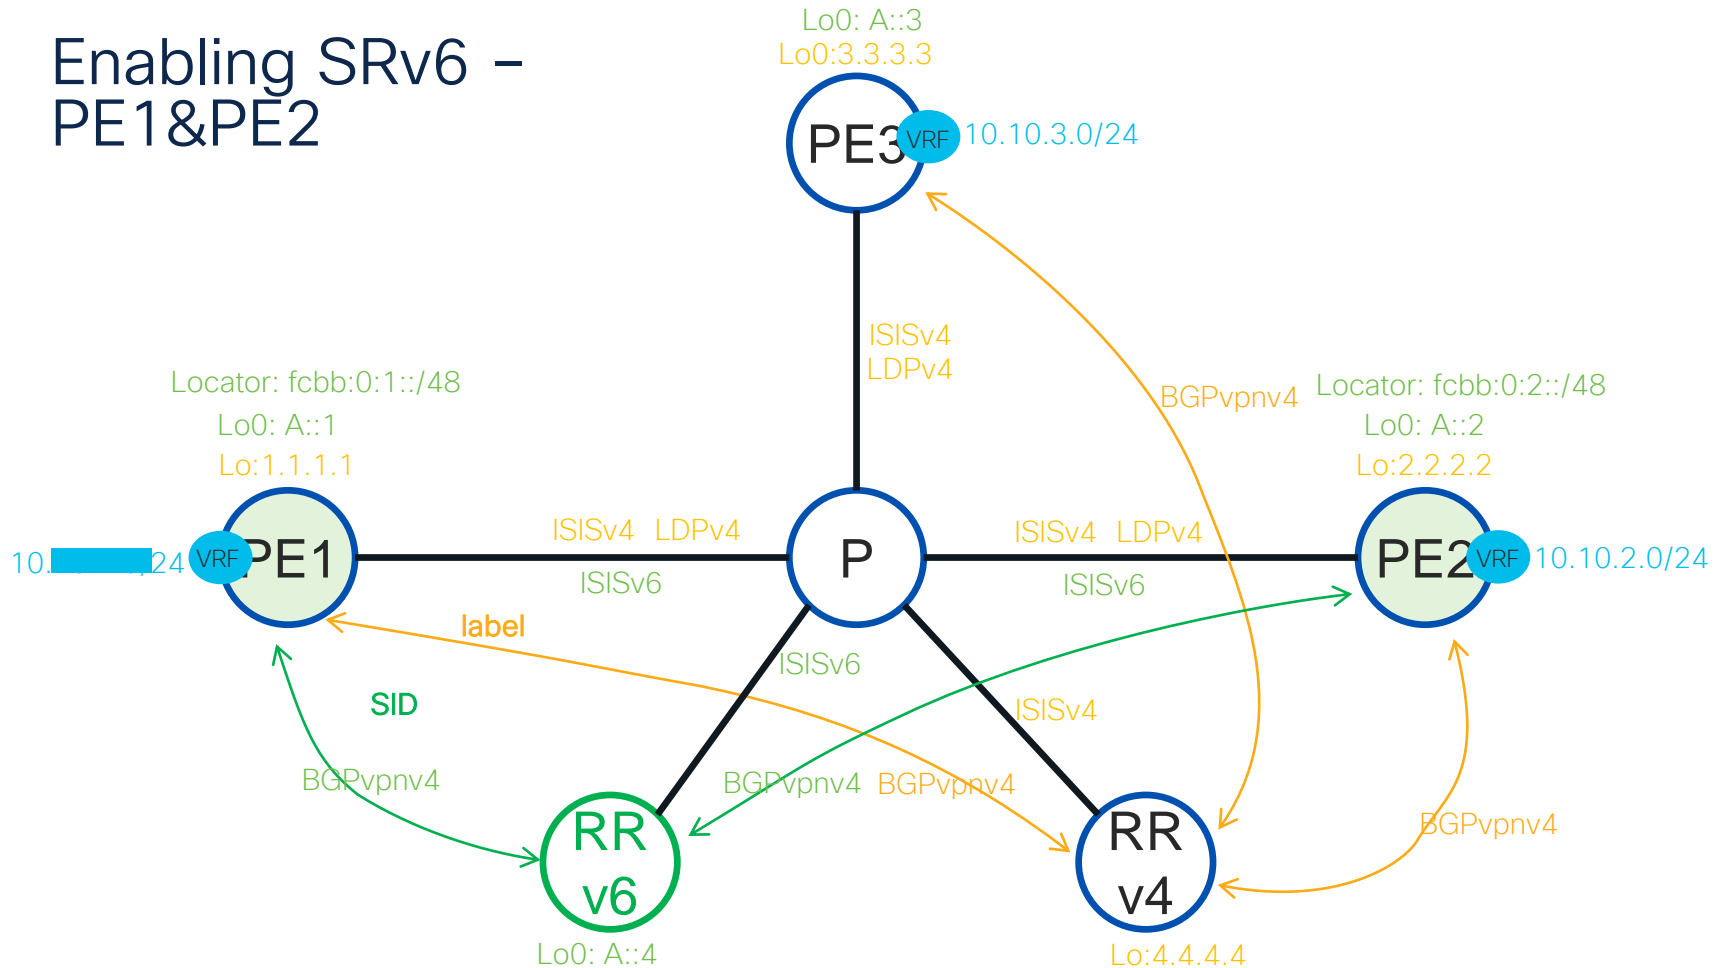 Enabling SRv6 –
PE1&PE2
Lo0: A::3
Lo0:3.3.3.3
PE3
VRF
10.10.3.0/24
ISISv4
LDPv4
BGPvpnv4
Locator: fcbb:0:1::/48
Lo0: A::1
Lo:1.1.1.1
Locator: fcbb:0:2::/48
Lo0: A::2
Lo:2.2.2.2
10.
/24
VRF
PE1
ISISv4 LDPv4
ISISv6
P
ISISv4 LDPv4
ISISv6
PE2
VRF
10.10.2.0/24
label
ISISv6
SID
ISISv4
BGPvpnv4
BGPvpnv4
BGPvpnv4
BGPvpnv4
RR
v6
RR
v4
Lo0: A::4
Lo:4.4.4.4